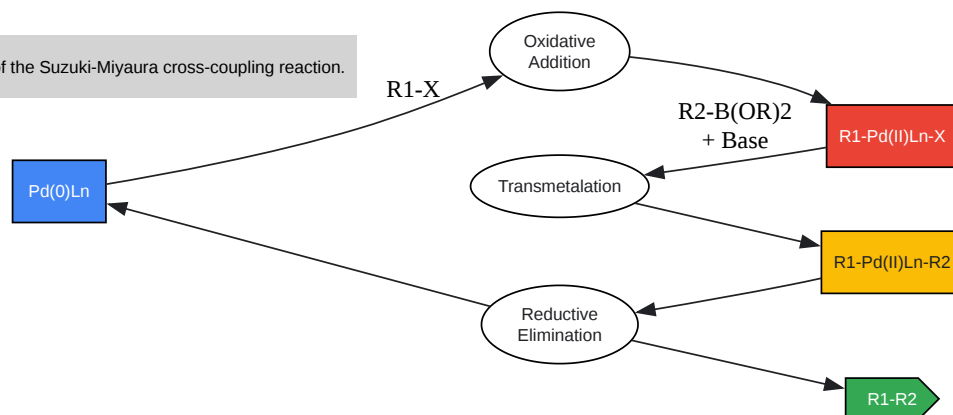 Oxidative
Addition
of the Suzuki-Miyaura cross-coupling reaction.
R1-X
R2-B(OR)2
+ Base
R1-Pd(II)Ln-X
Pd(0)Ln
Transmetalation
R1-Pd(II)Ln-R2
Reductive
Elimination
R1-R2